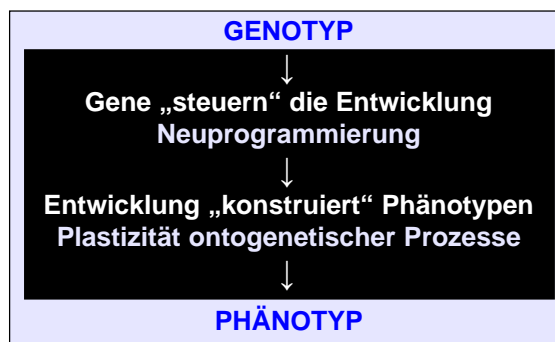 GENOTYP
↓
Gene „steuern“ die Entwicklung
Neuprogrammierung
↓
Entwicklung „konstruiert“ Phänotypen
Plastizität ontogenetischer Prozesse
↓
PHÄNOTYP